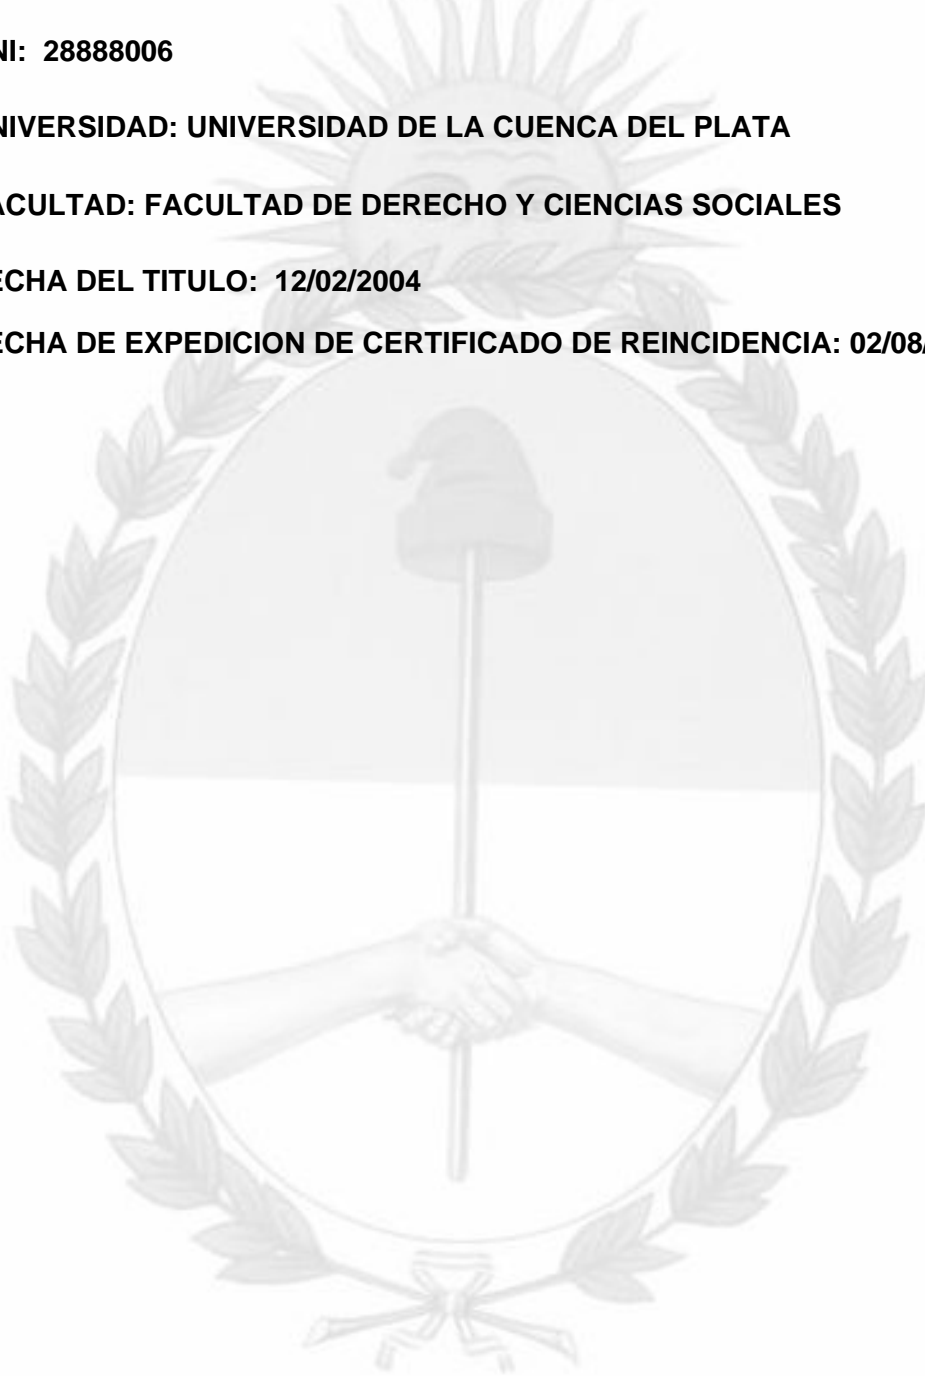 NI: 28888006
NIVERSIDAD: UNIVERSIDAD DE LA CUENCA DEL PLATA
ACULTAD: FACULTAD DE DERECHO Y CIENCIAS SOCIALES
ECHA DEL TITULO: 12/02/2004
ECHA DE EXPEDICION DE CERTIFICADO DE REINCIDENCIA: 02/08/